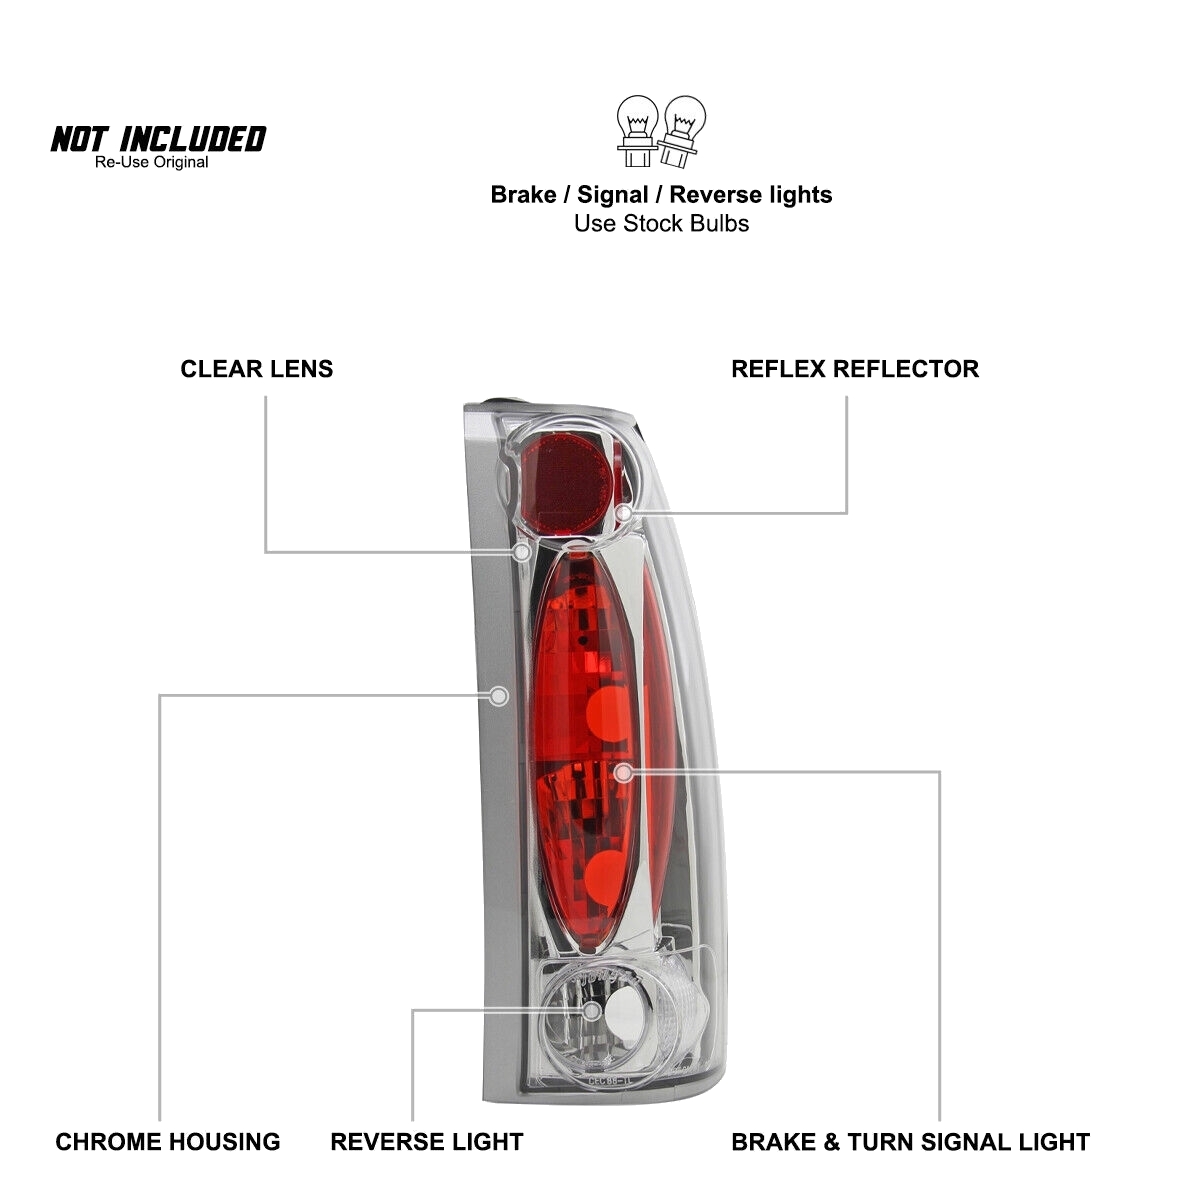 NOT INCLUDED
Re-Use Original
Brake / Signal / Reverse lights
Use Stock Bulbs
CLEAR LENS
REFLEX REFLECTOR
CHROME HOUSING
REVERSE LIGHT
BRAKE & TURN SIGNAL LIGHT